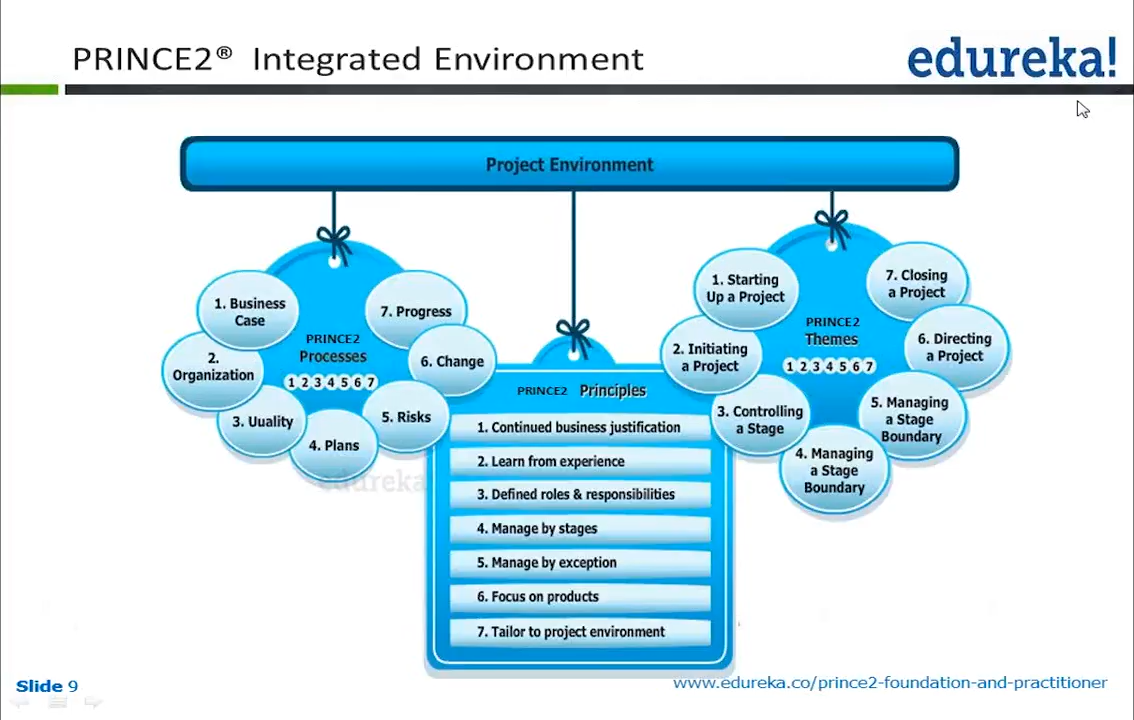 PRINCE2® Integrated Environment
edureka!
Project Environment
1. Business
Case
2.
Organization
3. Uuality
4. Plans
5. Risks
6. Change
7. Progress
PRINCE2
Processes
1 2 3 4 5 6 7
PRINCE2 Principles
1. Continued business justification
2. Learn from experience
3. Defined roles & responsibilities
4. Manage by stages
5. Manage by exception
6. Focus on products
7. Tailor to project environment
1. Starting
Up a Project
2. Initiating
a Project
3. Controlling
a Stage
4. Managing
a Stage
Boundary
5. Managing
a Stage
Boundary
6. Directing
a Project
7. Closing
a Project
PRINCE2
Themes
1 2 3 4 5 6 7
edureka
Slide 9
www.edureka.co/prince2-foundation-and-practitioner